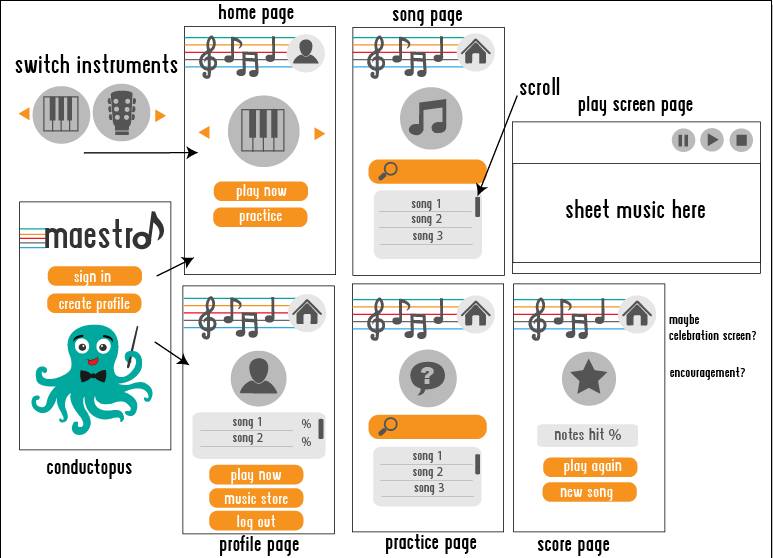 home page
song page
switch instruments
scroll
play screen page
play now
practice
song 1
song 2
song 3
sheet music here
maestro
sign in
create profile
conductopus
song 1 %
song 2 %
play now
music store
log out
profile page
?
song 1
song 2
song 3
practice page
notes hit %
play again
new song
score page
maybe
celebration screen?
encouragement?